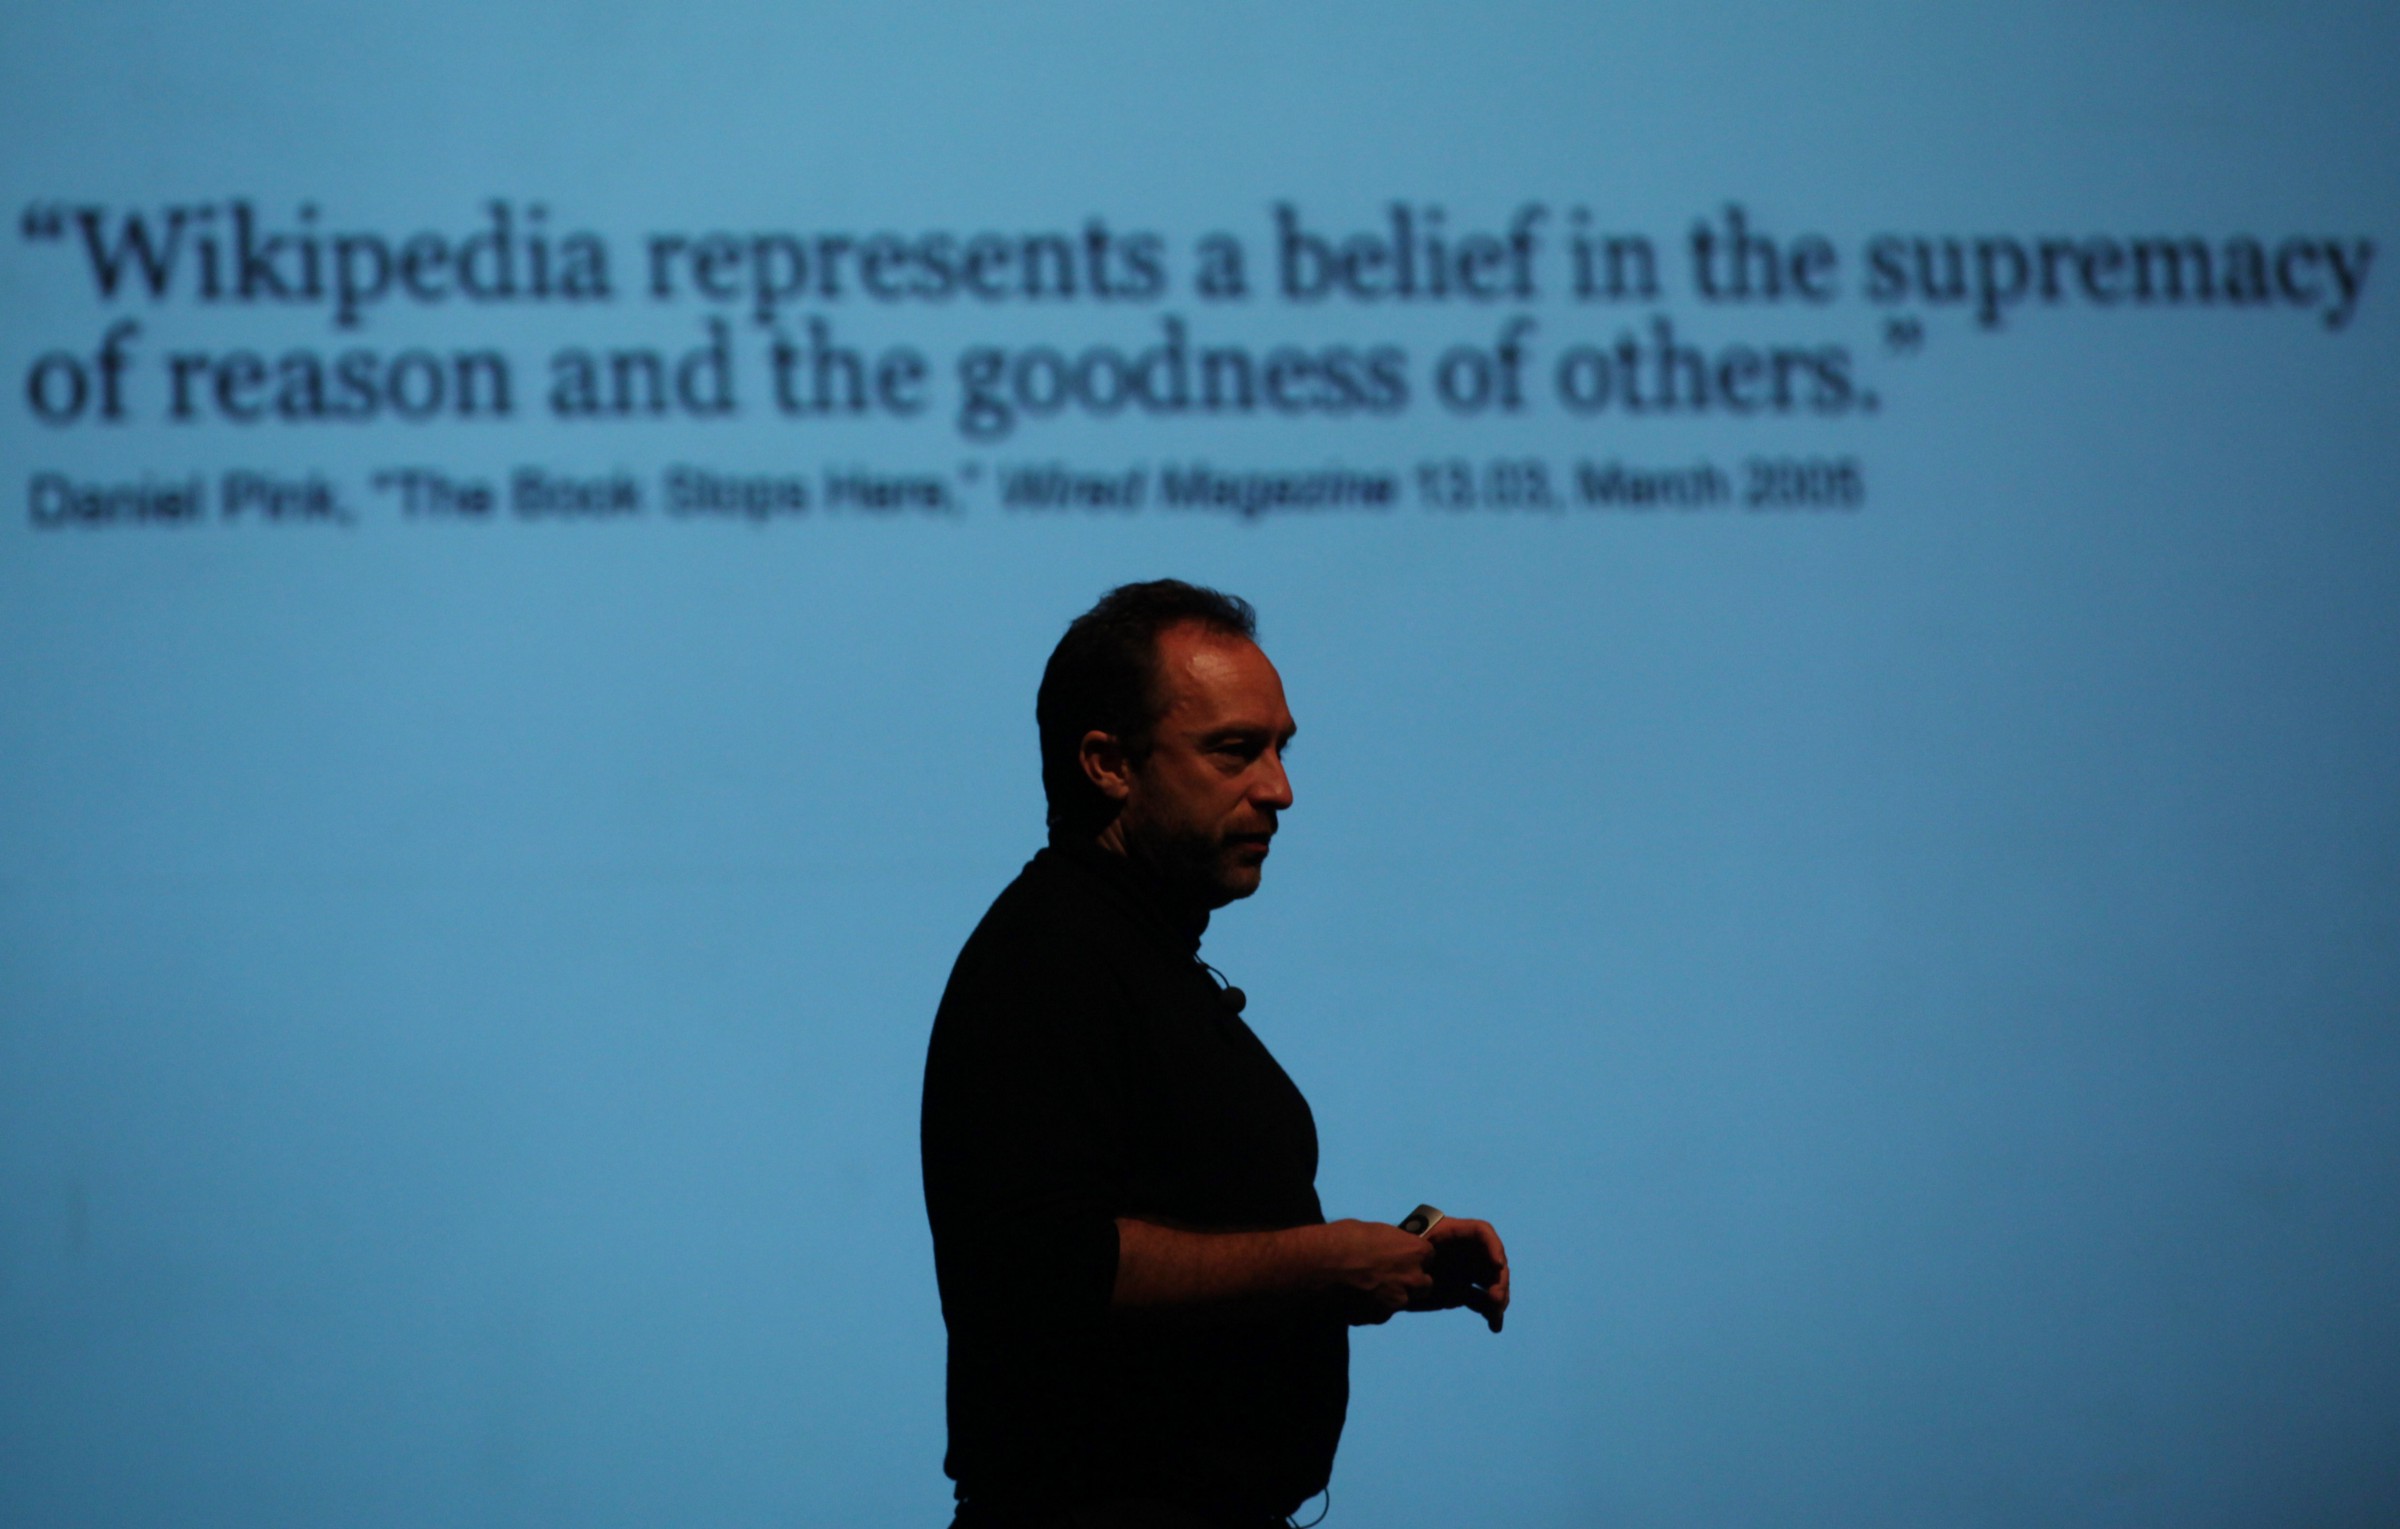 “Wikipedia represents a belief in the supremacy
of reason and the goodness of others.”
Daniel Pink, "The Book Stops Here," Wired Magazine 13.03, March 2005